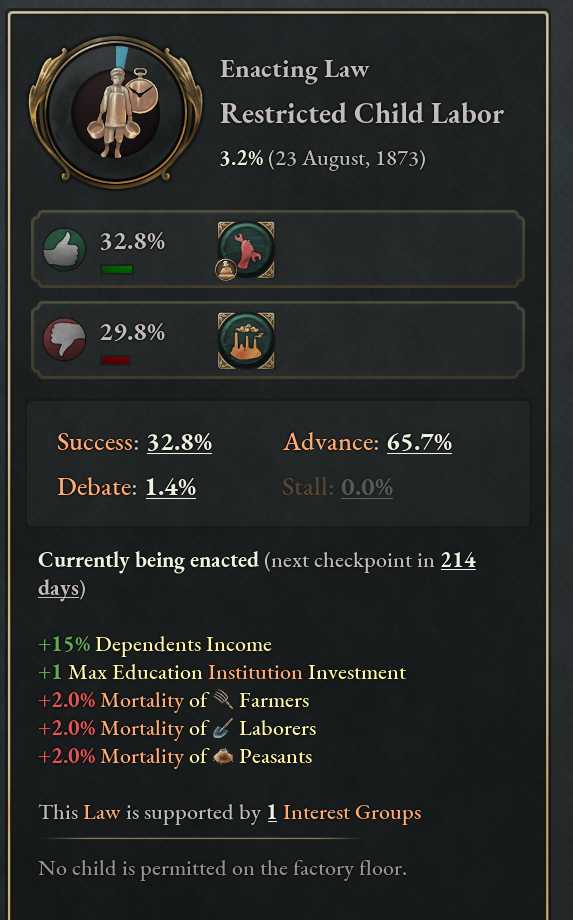 Enacting Law
Restricted Child Labor
3.2% (23 August, 1873)
32.8%
29.8%
Success: 32.8% Advance: 65.7%
Debate: 1.4% Stall: 0.0%
Currently being enacted (next checkpoint in 214
days)
+15% Dependents Income
+1 Max Education Institution Investment
+2.0% Mortality of Farmers
+2.0% Mortality of Laborers
+2.0% Mortality of Peasants
This Law is supported by 1 Interest Groups
No child is permitted on the factory floor.